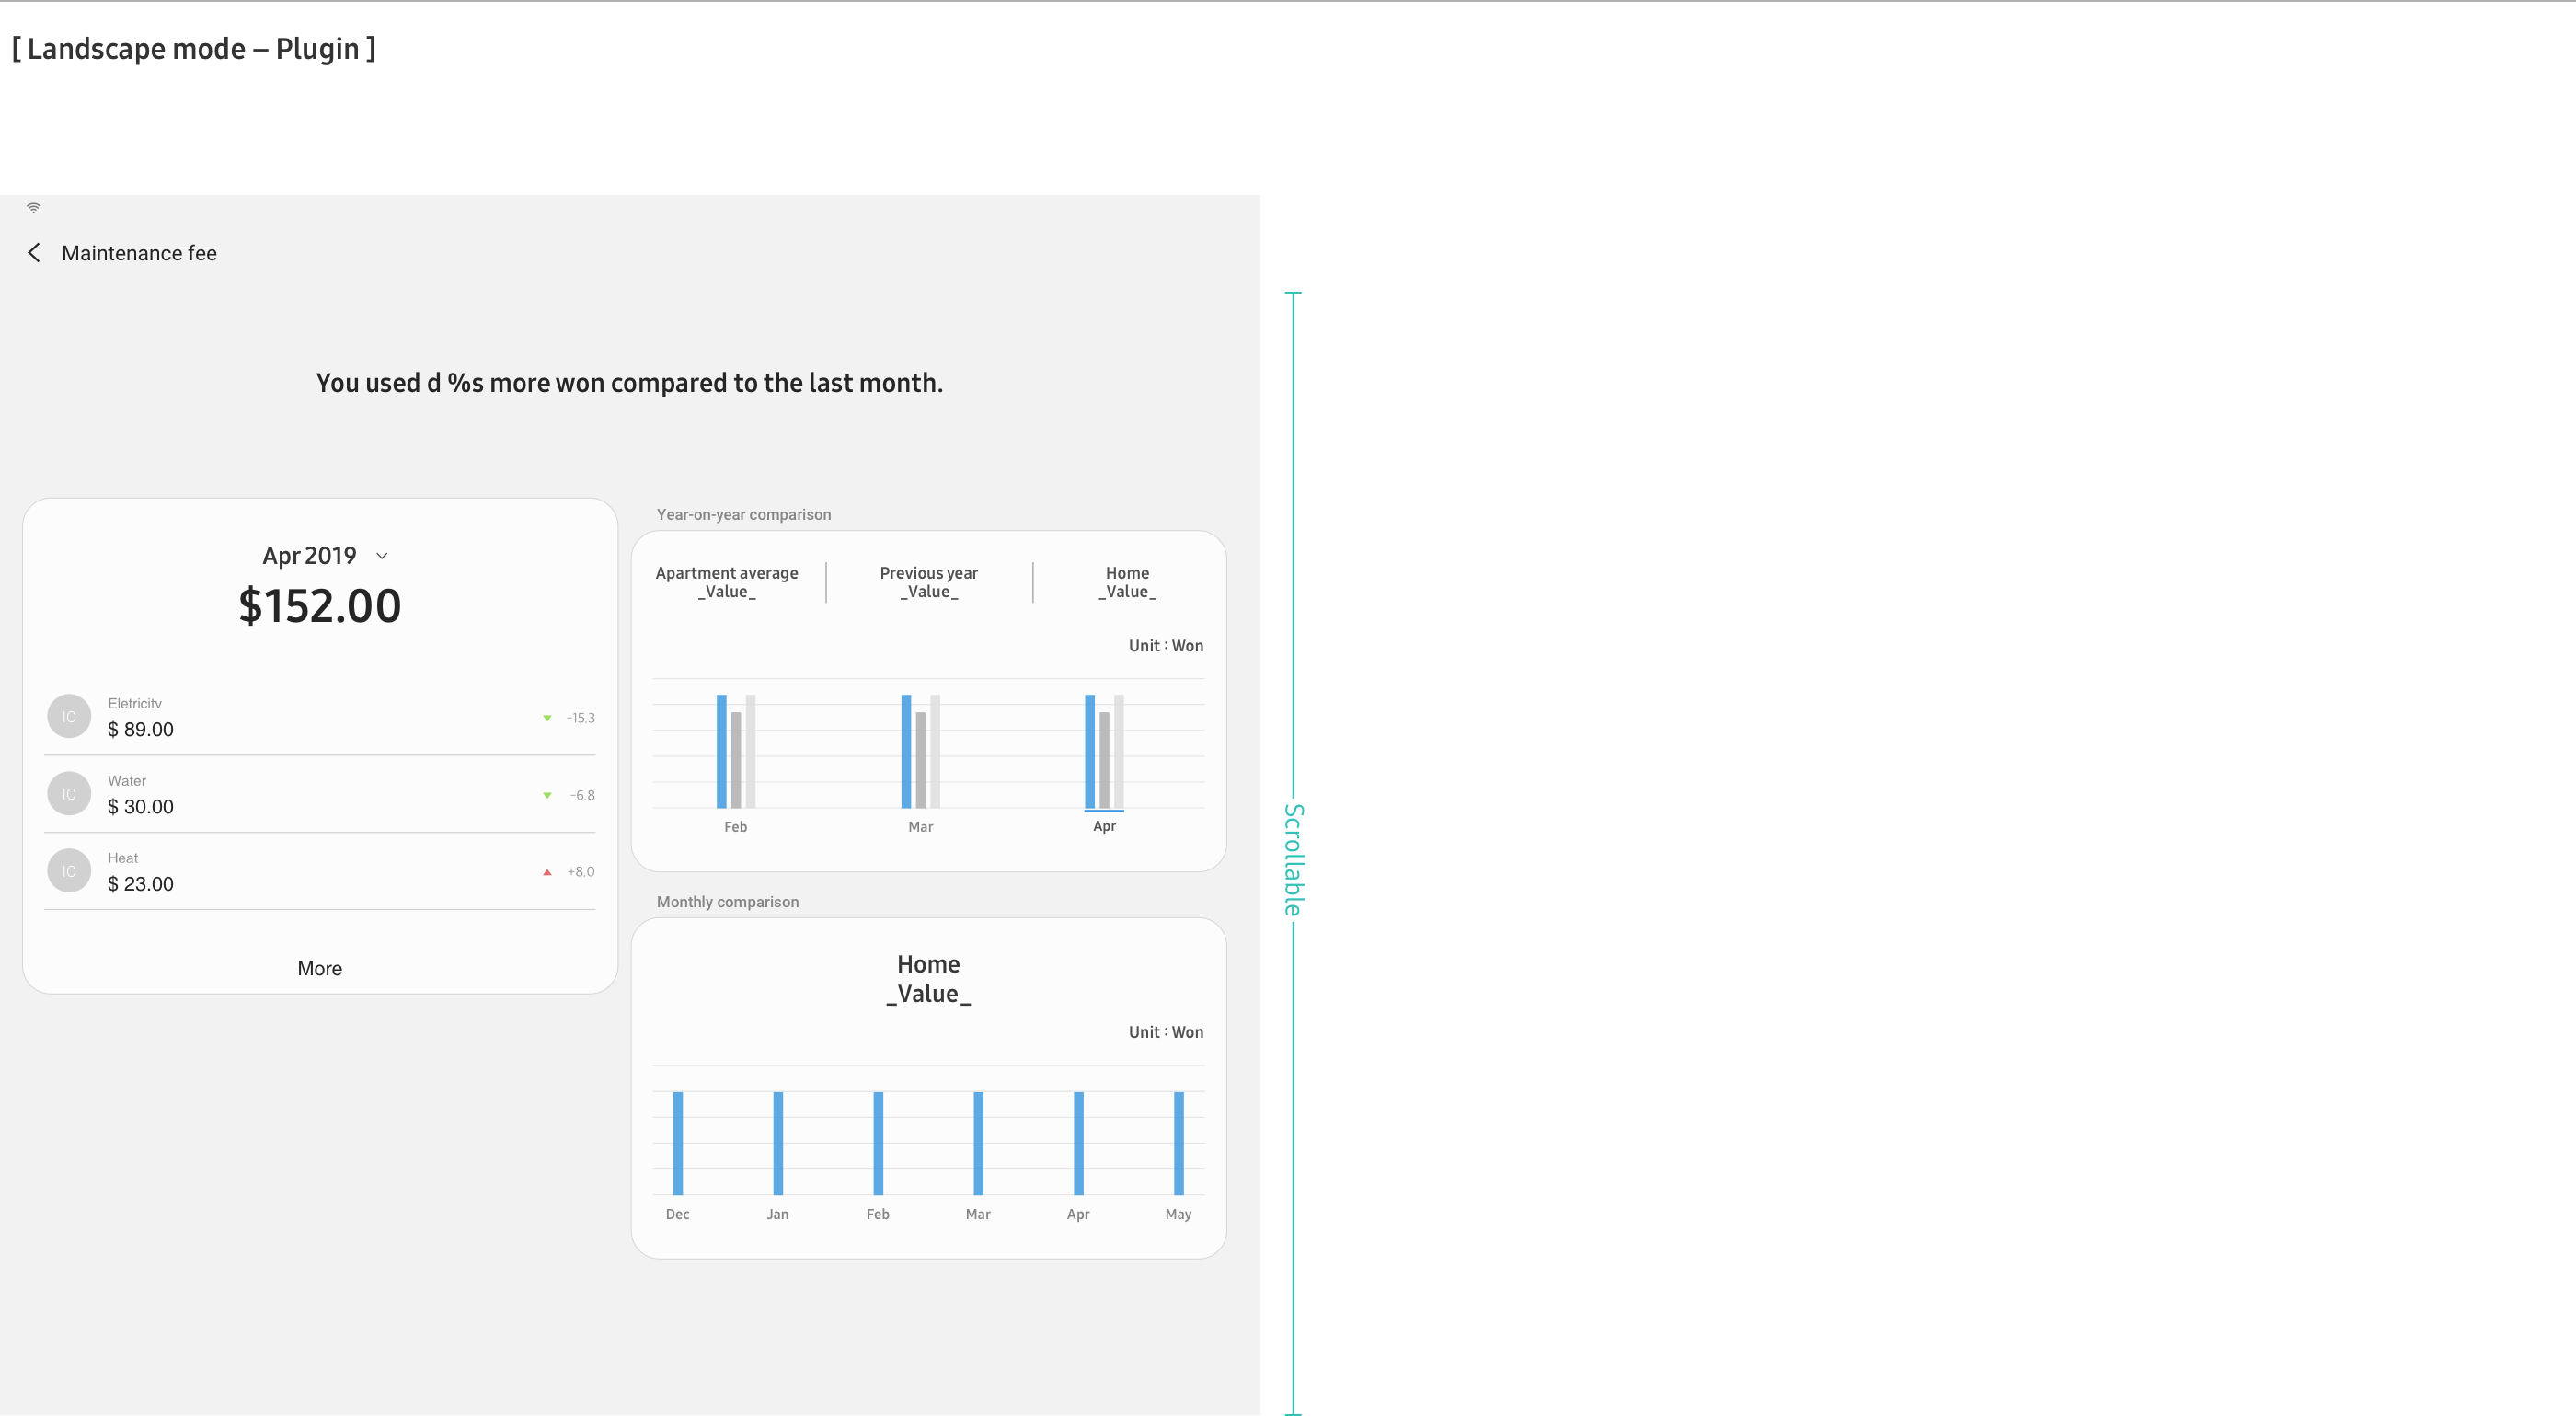 [ Landscape mode – Plugin ]
Maintenance fee
You used d %s more won compared to the last month.
Apr 2019
$152.00
IC
Eletricity
$ 89.00
-15.3
IC
Water
$ 30.00
-6.8
IC
Heat
$ 23.00
+8.0
More
Year-on-year comparison
Apartment average
_Value_
Previous year
_Value_
Home
_Value_
Unit : Won
Feb
Mar
Apr
Monthly comparison
Home
_Value_
Unit : Won
Dec
Jan
Feb
Mar
Apr
May
Scrollable